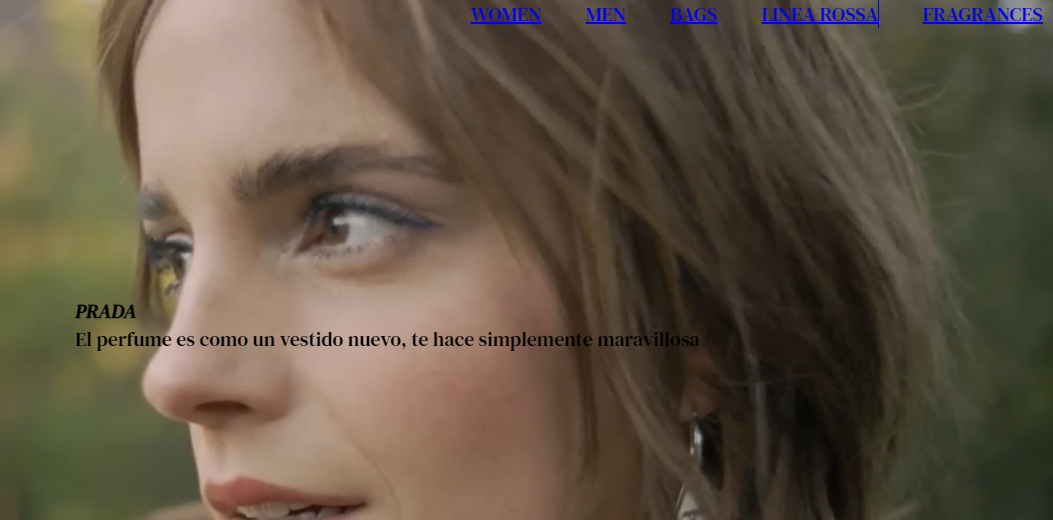 WOMEN MEN BAGS LINEA ROSSA FRAGRANCES
PRADA
El perfume es como un vestido nuevo, te hace simplemente maravillosa